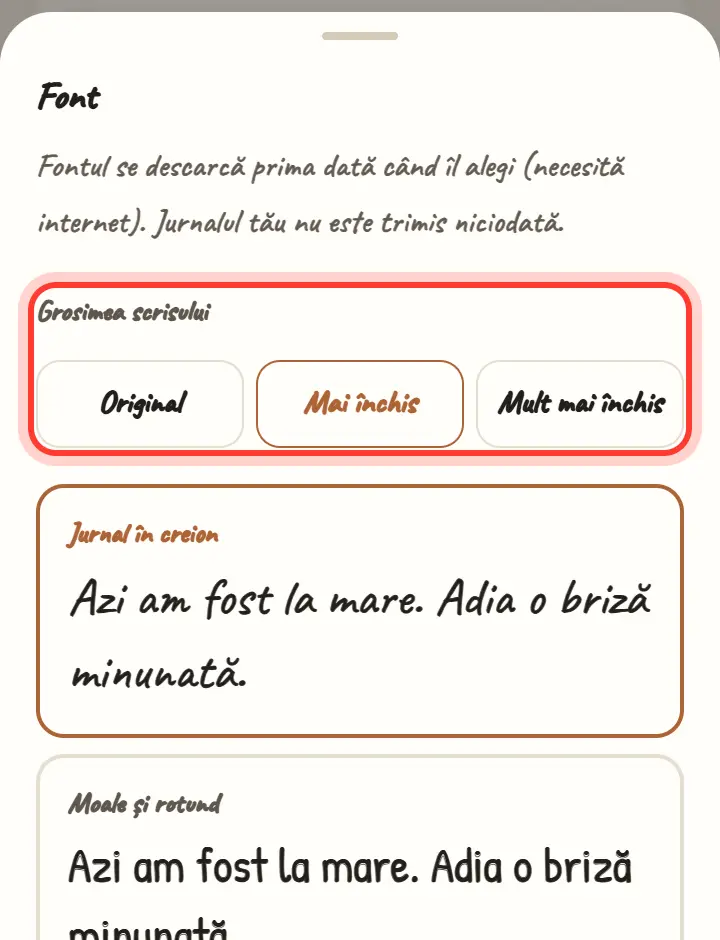 Font
Fontul se descarcă prima dată când îl alegi (necesită
internet). Jurnalul tău nu este trimis niciodată.
Grosimea scrisului
Original
Mai închis
Mult mai închis
Jurnal în creion
Azi am fost la mare. Adia o briză
minunată.
Moale și rotund
Azi am fost la mare. Adia o briză
minunată